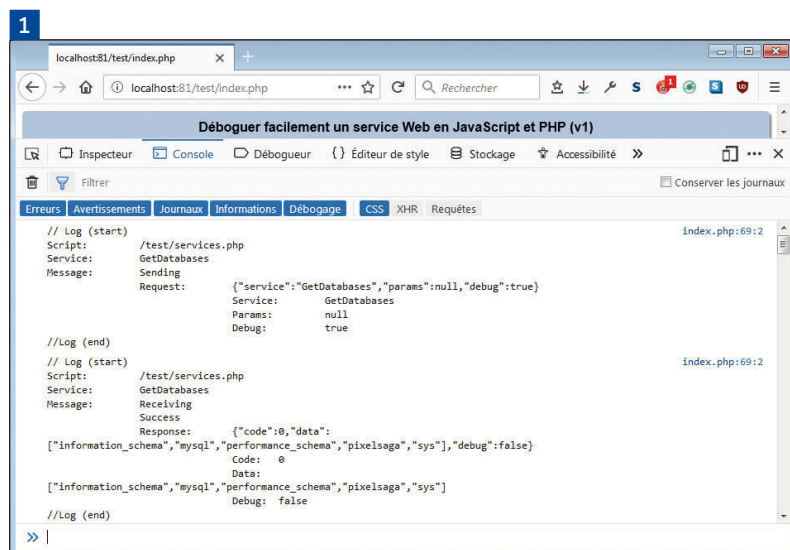 1
localhost:81/test/index.php
localhost:81/test/index.php
Rechercher
Déboguer facilement un service Web en JavaScript et PHP (v1)
Inspecteur Console Débogueur {} Éditeur de style Stockage Accessibilité »
Filtrer Conserver les journaux
Erreurs Avertissements Journaux Informations Débogage CSS XHR Requêtes
// Log (start) index.php:69:2
Script: /test/services.php
Service: GetDatabases
Message: Sending
Request: {"service":"GetDatabases","params":null,"debug":true}
Service: GetDatabases
Params: null
Debug: true
//Log (end)
// Log (start) index.php:69:2
Script: /test/services.php
Service: GetDatabases
Message: Receiving
Success
Response: {"code":0,"data":
["information_schema","mysql","performance_schema","pixelsaga","sys"],"debug":false}
Code: 0
Data:
["information_schema","mysql","performance_schema","pixelsaga","sys"]
Debug: false
//Log (end)
»